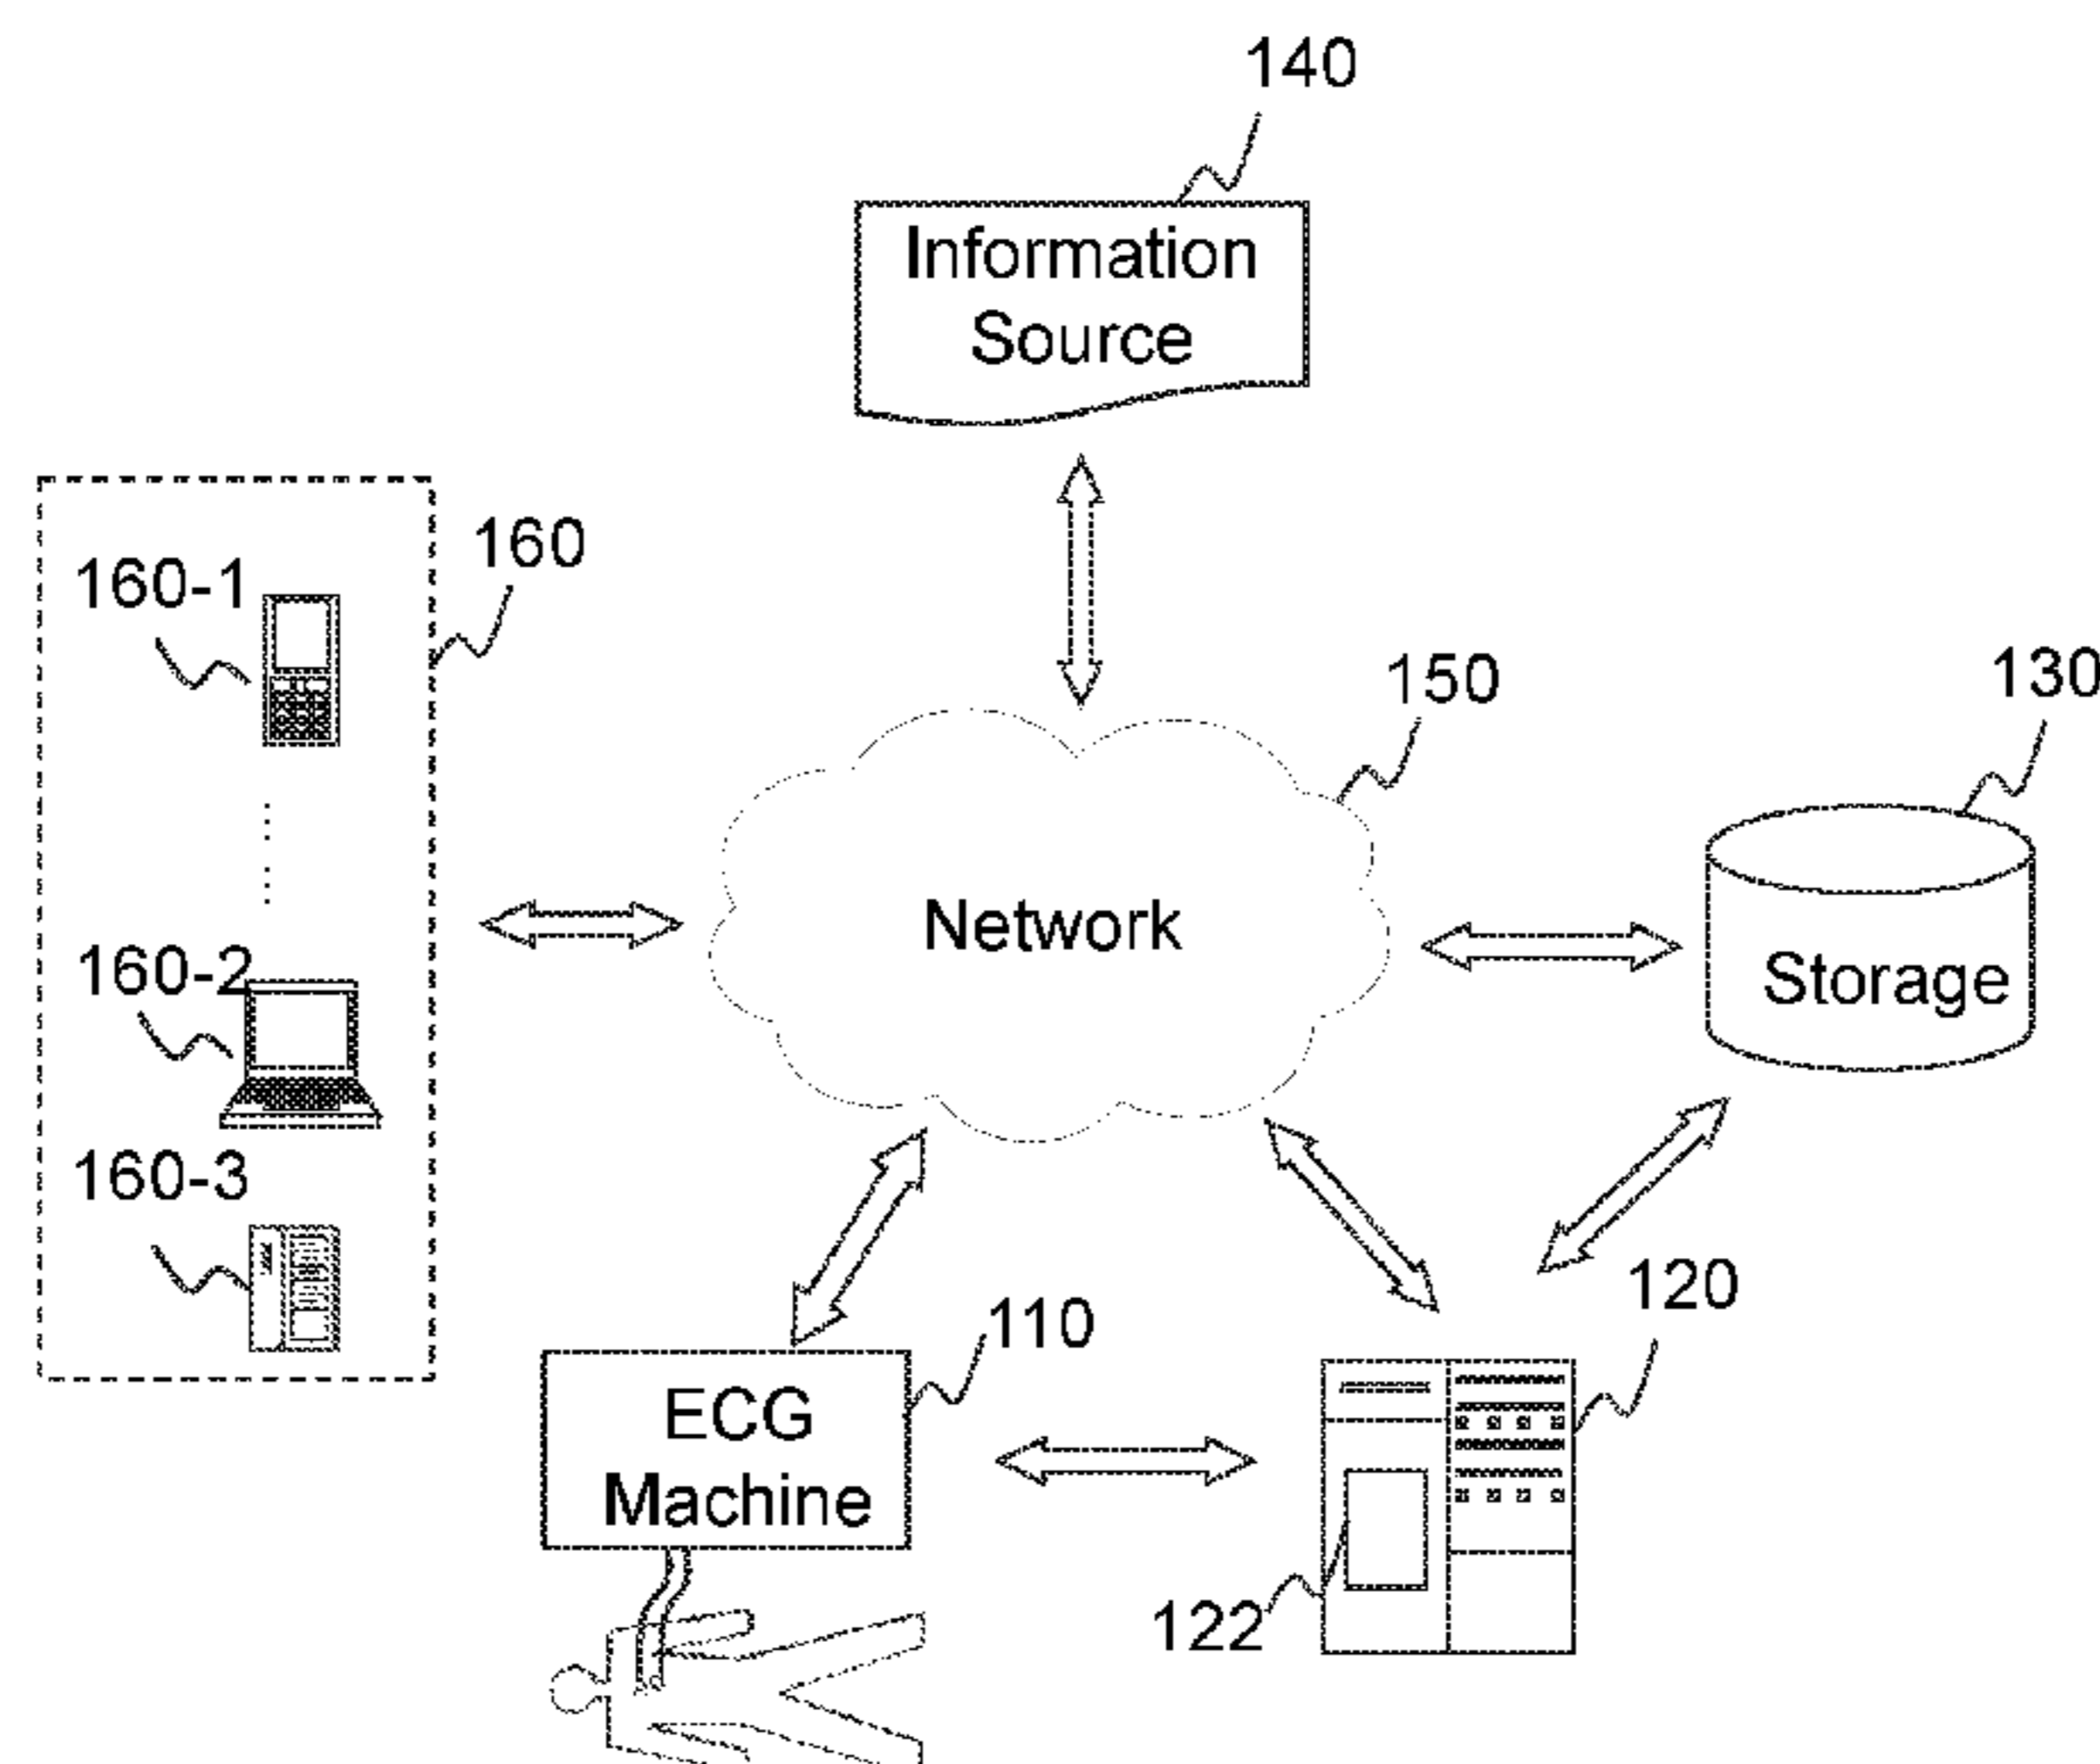 140
Information
Source
160
160-1
150
130
Network
Storage
160-2
160-3
120
110
ECG
Machine
122